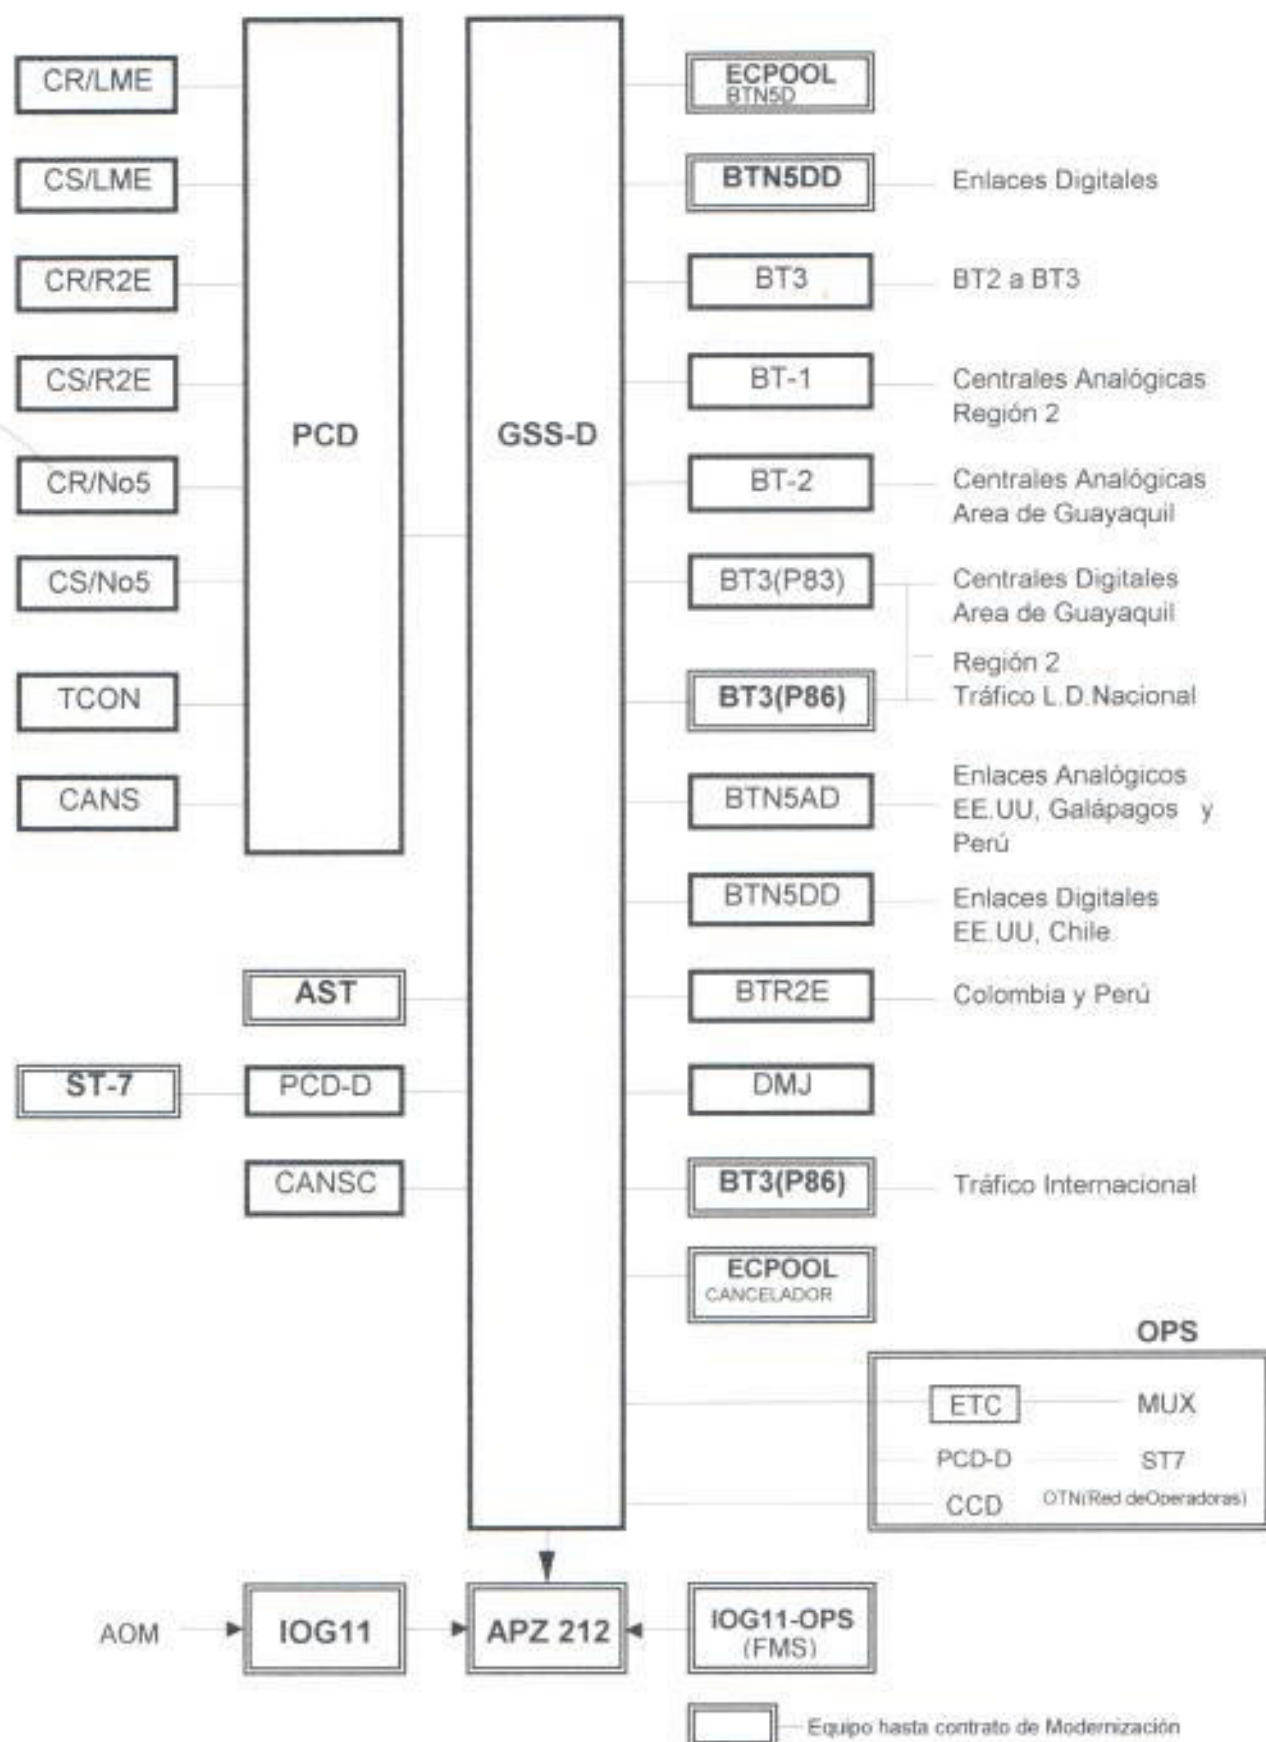 CR/LME
CS/LME
CR/R2E
CS/R2E
CR/No5
CS/No5
TCON
CANS
PCD
GSS-D
ECPOOL
BTN5D
BTN5DD
Enlaces Digitales
BT3
BT2 a BT3
BT-1
Centrales Analógicas
Región 2
BT-2
Centrales Analógicas
Area de Guayaquil
BT3(P83)
Centrales Digitales
Area de Guayaquil
Región 2
BT3(P86)
Tráfico L.D.Nacional
BTN5AD
Enlaces Analógicos
EE.UU, Galápagos y
Perú
BTN5DD
Enlaces Digitales
EE.UU, Chile
AST
BTR2E
Colombia y Perú
ST-7
PCD-D
DMJ
CANSC
BT3(P86)
Tráfico Internacional
ECPOOL
CANCELADOR
OPS
ETC
MUX
PCD-D
ST7
CCD
OTN(Red deOperadoras)
AOM
IOG11
APZ 212
IOG11-OPS
(FMS)
Equipo hasta contrato de Modernización